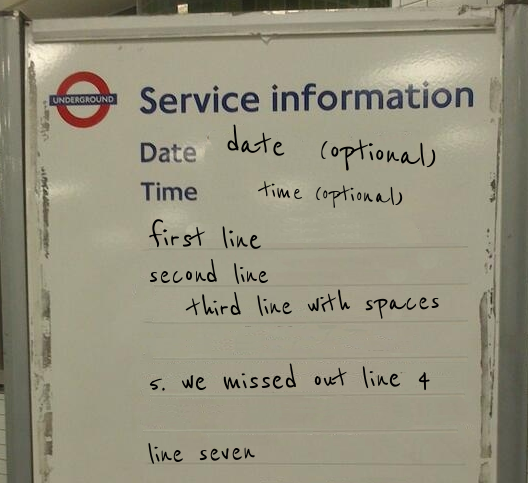 UNDERGROUND
Service information
Date date (optional)
Time time (optional)
first line
second line
third line with spaces
5. we missed out line 4
line seven